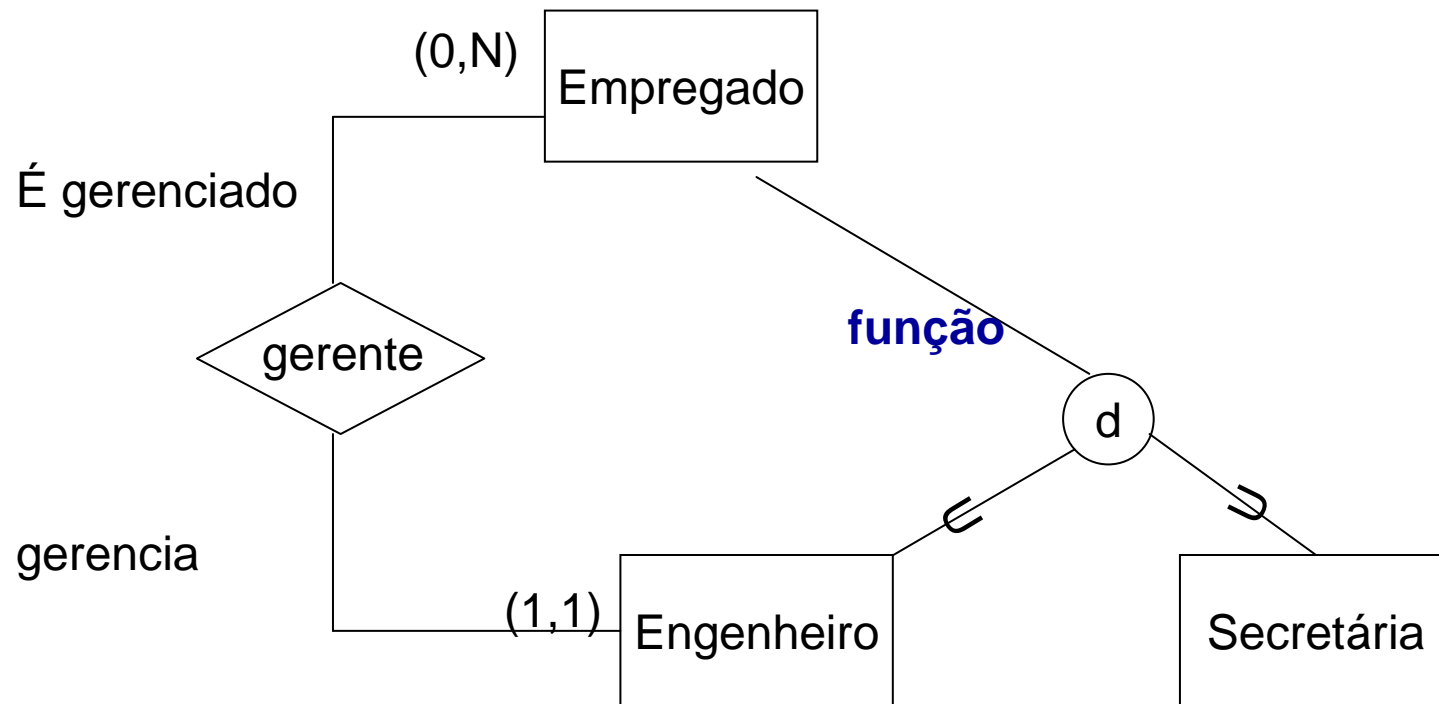 (0,N)
Empregado
É gerenciado
função
gerente
d
gerencia
(1,1)
Engenheiro
Secretária